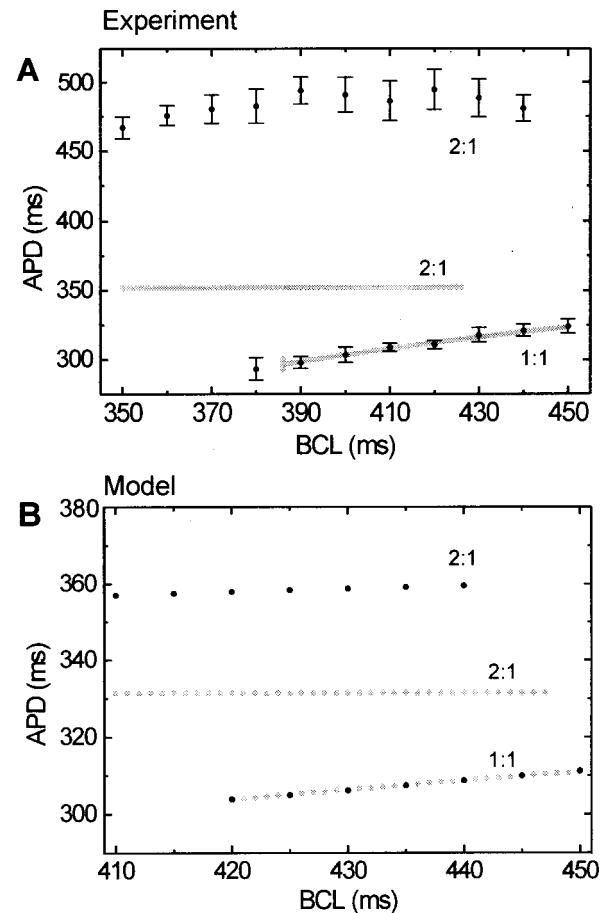 Experiment
A
500
450
400
350
300
APD (ms)
2:1
2:1
1:1
350 370 390 410 430 450
BCL (ms)
Model
B
380
360
340
320
300
APD (ms)
2:1
2:1
1:1
410 420 430 440 450
BCL (ms)